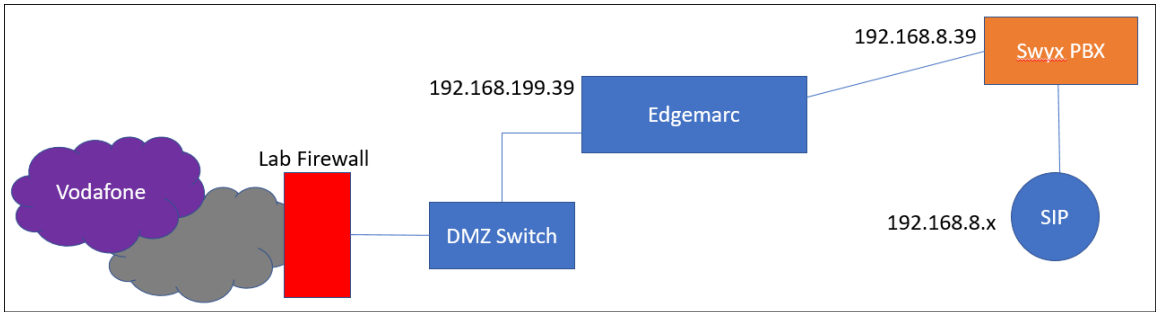 192.168.8.39
Swyx PBX
192.168.199.39
Edgemarc
Lab Firewall
Vodafone
DMZ Switch
192.168.8.x
SIP